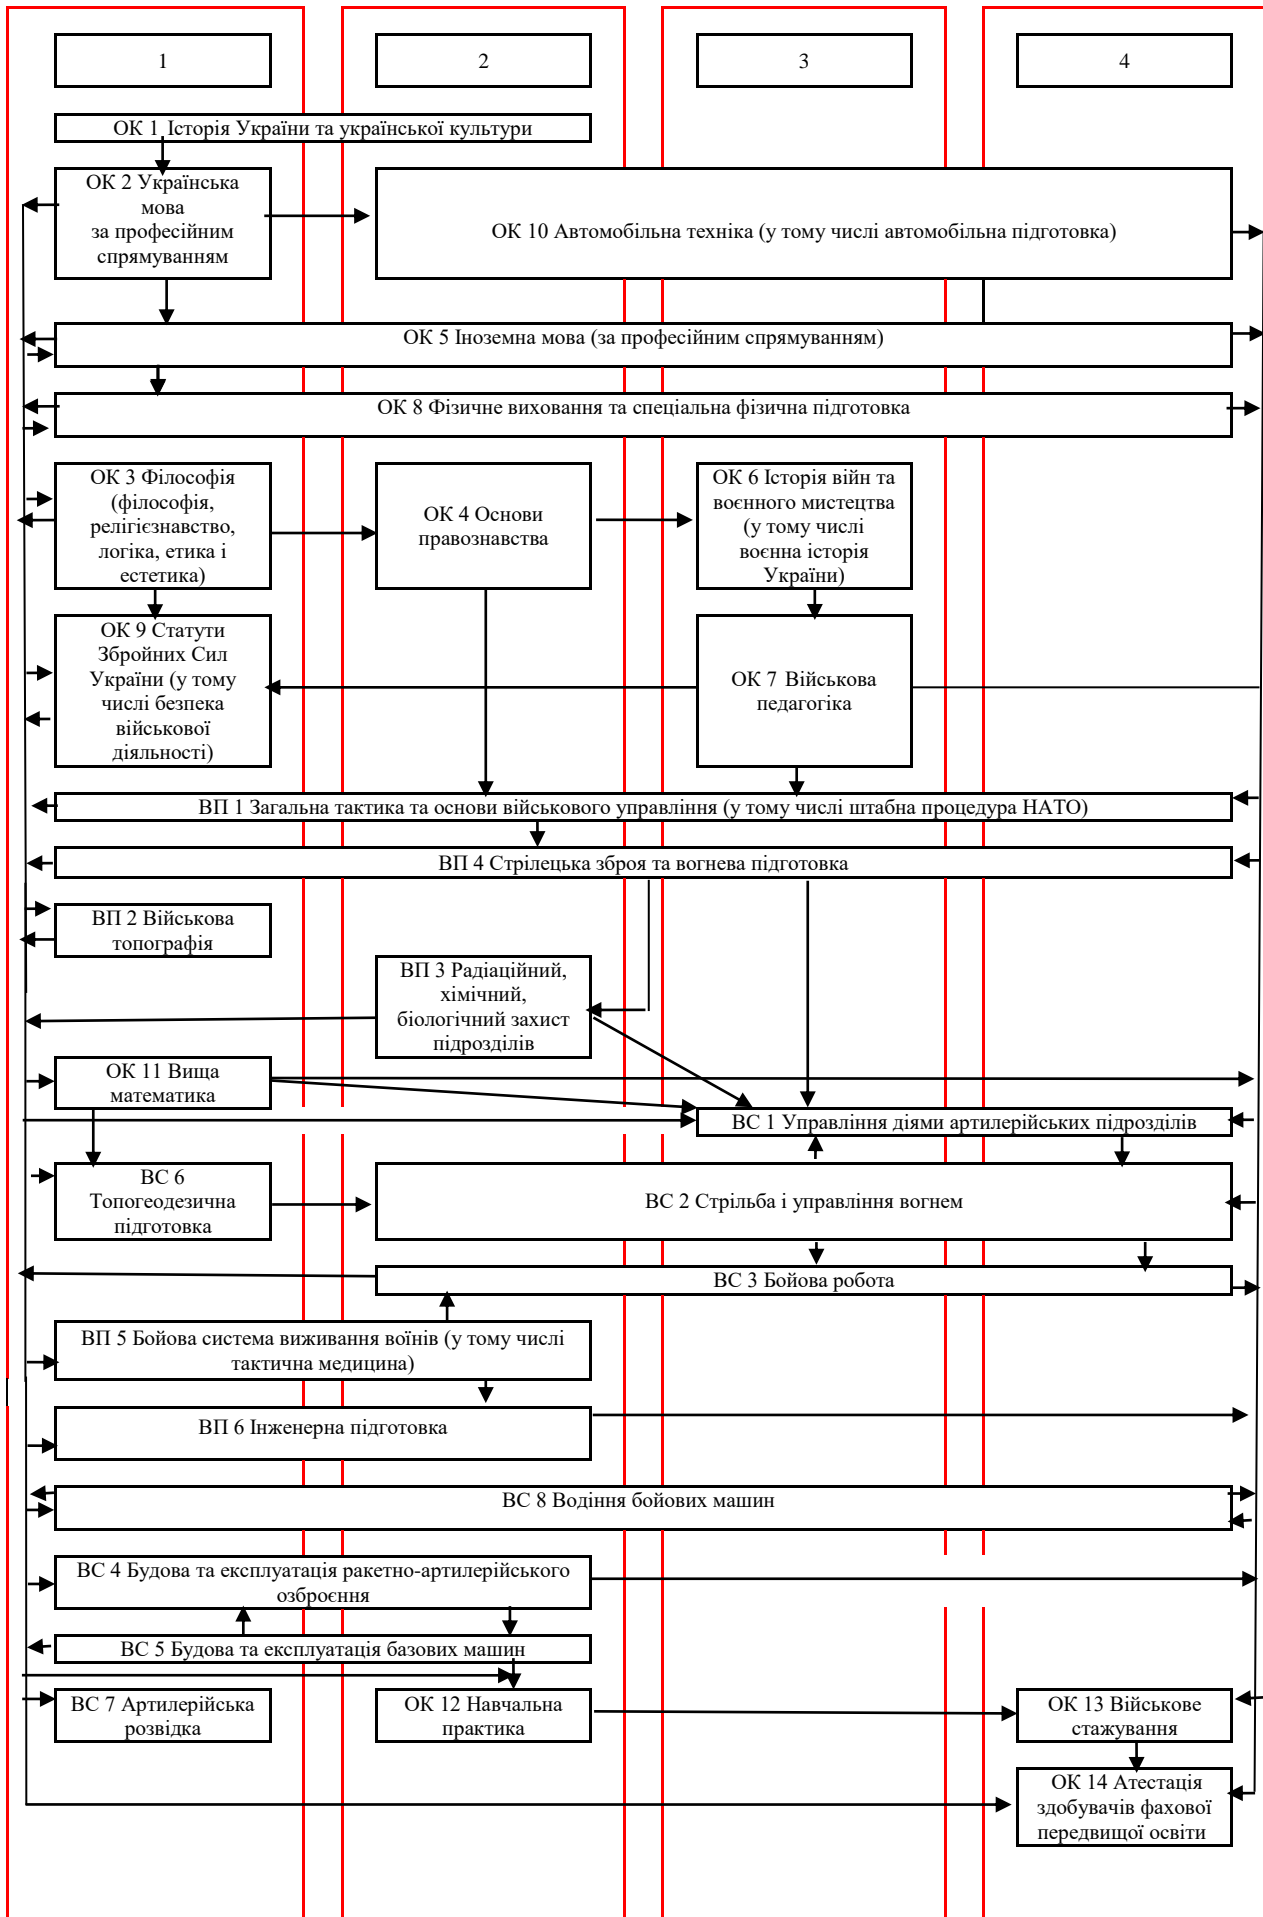 1
2
3
4
ОК 1 Історія України та української культури
ОК 2 Українська
мова
за професійним
спрямуванням
ОК 10 Автомобільна техніка (у тому числі автомобільна підготовка)
ОК 5 Іноземна мова (за професійним спрямуванням)
ОК 8 Фізичне виховання та спеціальна фізична підготовка
ОК 3 Філософія
(філософія,
релігієзнавство,
логіка, етика і
естетика)
ОК 4 Основи
правознавства
ОК 6 Історія війн та
воєнного мистецтва
(у тому числі
воєнна історія
України)
ОК 9 Статути
Збройних Сил
України (у тому
числі безпека
військової
діяльності)
ОК 7 Військова
педагогіка
ВП 1 Загальна тактика та основи військового управління (у тому числі штабна процедура НАТО)
ВП 4 Стрілецька зброя та вогнева підготовка
ВП 2 Військова
топографія
ВП 3 Радіаційний,
хімічний,
біологічний захист
підрозділів
ОК 11 Вища
математика
ВС 1 Управління діями артилерійських підрозділів
ВС 6
Топогеодезична
підготовка
ВС 2 Стрільба і управління вогнем
ВС 3 Бойова робота
ВП 5 Бойова система виживання воїнів (у тому числі
тактична медицина)
ВП 6 Інженерна підготовка
ВС 8 Водіння бойових машин
ВС 4 Будова та експлуатація ракетно-артилерійського
озброєння
ВС 5 Будова та експлуатація базових машин
ВС 7 Артилерійська
розвідка
ОК 12 Навчальна
практика
ОК 13 Військове
стажування
ОК 14 Атестація
здобувачів фахової
передвищої освіти